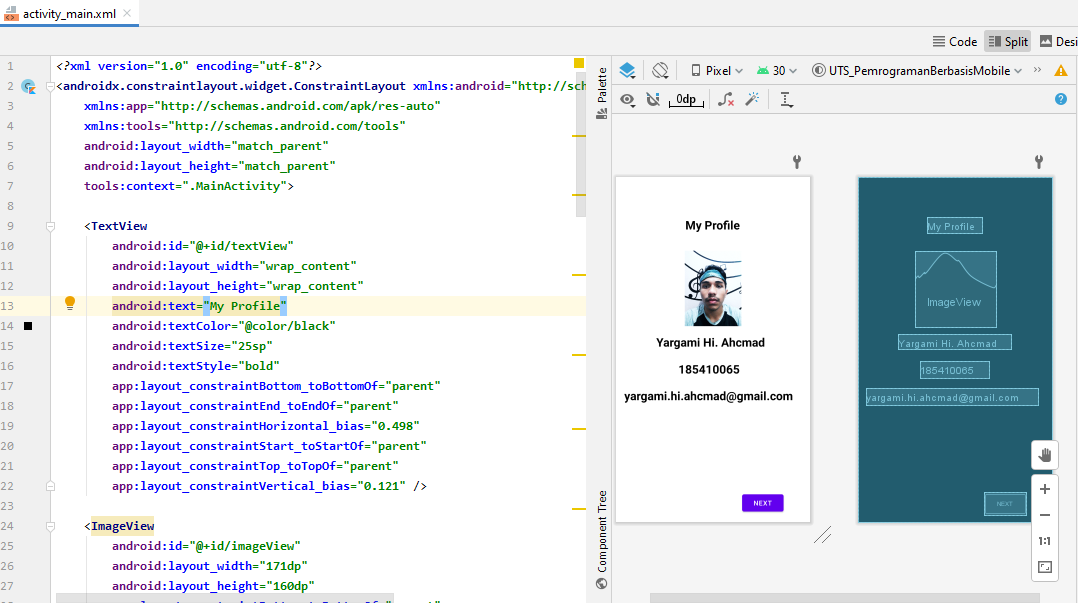 activity_main.xml
Code Split Desi
1 <?xml version="1.0" encoding="utf-8"?>
2 <androidx.constraintlayout.widget.ConstraintLayout xmlns:android="http://sch
3 xmlns:app="http://schemas.android.com/apk/res-auto"
4 xmlns:tools="http://schemas.android.com/tools"
5 android:layout_width="match_parent"
6 android:layout_height="match_parent"
7 tools:context=".MainActivity">
8
9 <TextView
10 android:id="@+id/textView"
11 android:layout_width="wrap_content"
12 android:layout_height="wrap_content"
13 android:text="My Profile"
14 android:textColor="@color/black"
15 android:textSize="25sp"
16 android:textStyle="bold"
17 app:layout_constraintBottom_toBottomOf="parent"
18 app:layout_constraintEnd_toEndOf="parent"
19 app:layout_constraintHorizontal_bias="0.498"
20 app:layout_constraintStart_toStartOf="parent"
21 app:layout_constraintTop_toTopOf="parent"
22 app:layout_constraintVertical_bias="0.121" />
23
24 <ImageView
25 android:id="@+id/imageView"
26 android:layout_width="171dp"
27 android:layout_height="160dp"
Palette
Component Tree
Pixel 30 UTS_PemrogramanBerbasisMobile
0dp
My Profile
Yargami Hi. Ahcmad
185410065
yargami.hi.ahcmad@gmail.com
NEXT
My Profile
ImageView
Yargami Hi. Ahcmad
185410065
yargami.hi.ahcmad@gmail.com
NEXT
1:1